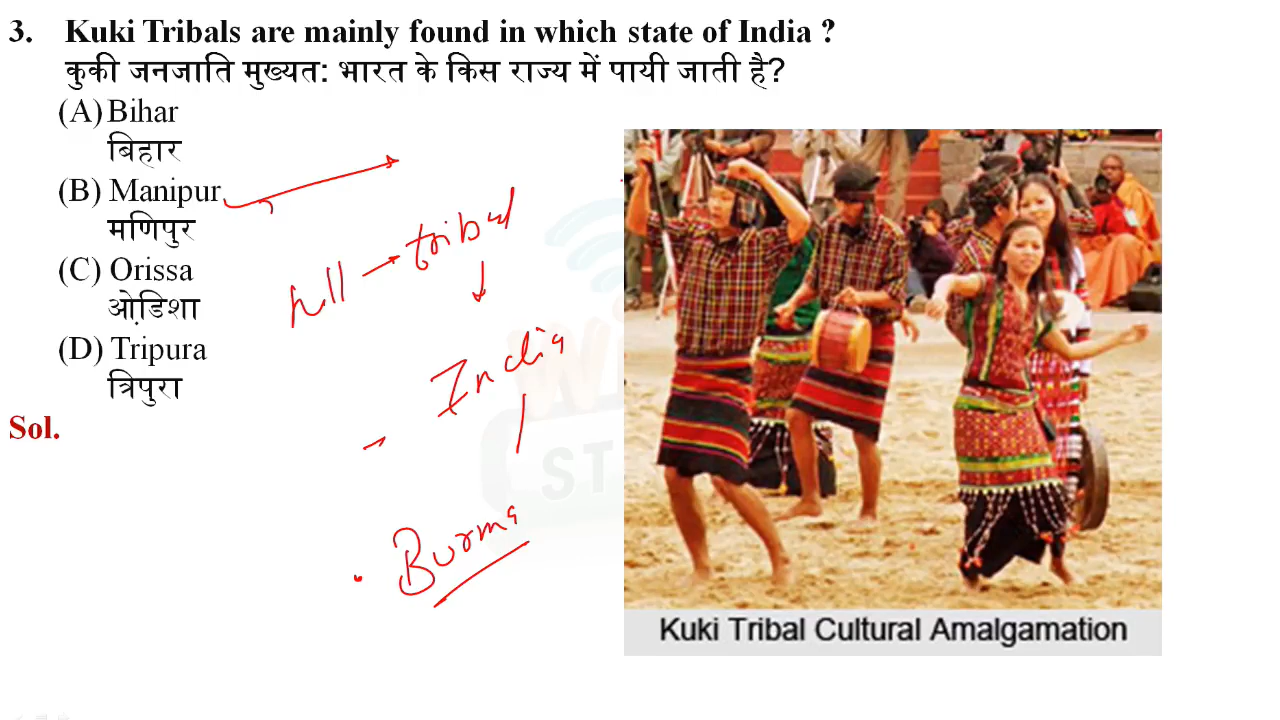 3. Kuki Tribals are mainly found in which state of India ?
कुकी जनजाति मुख्यत: भारत के किस राज्य में पायी जाती है?
(A) Bihar
बिहार
(B) Manipur
मणिपुर
(C) Orissa
ओ़डिशा
(D) Tripura
त्रिपुरा
Sol.
hill → tribal
India
Burma
ST
Kuki Tribal Cultural Amalgamation